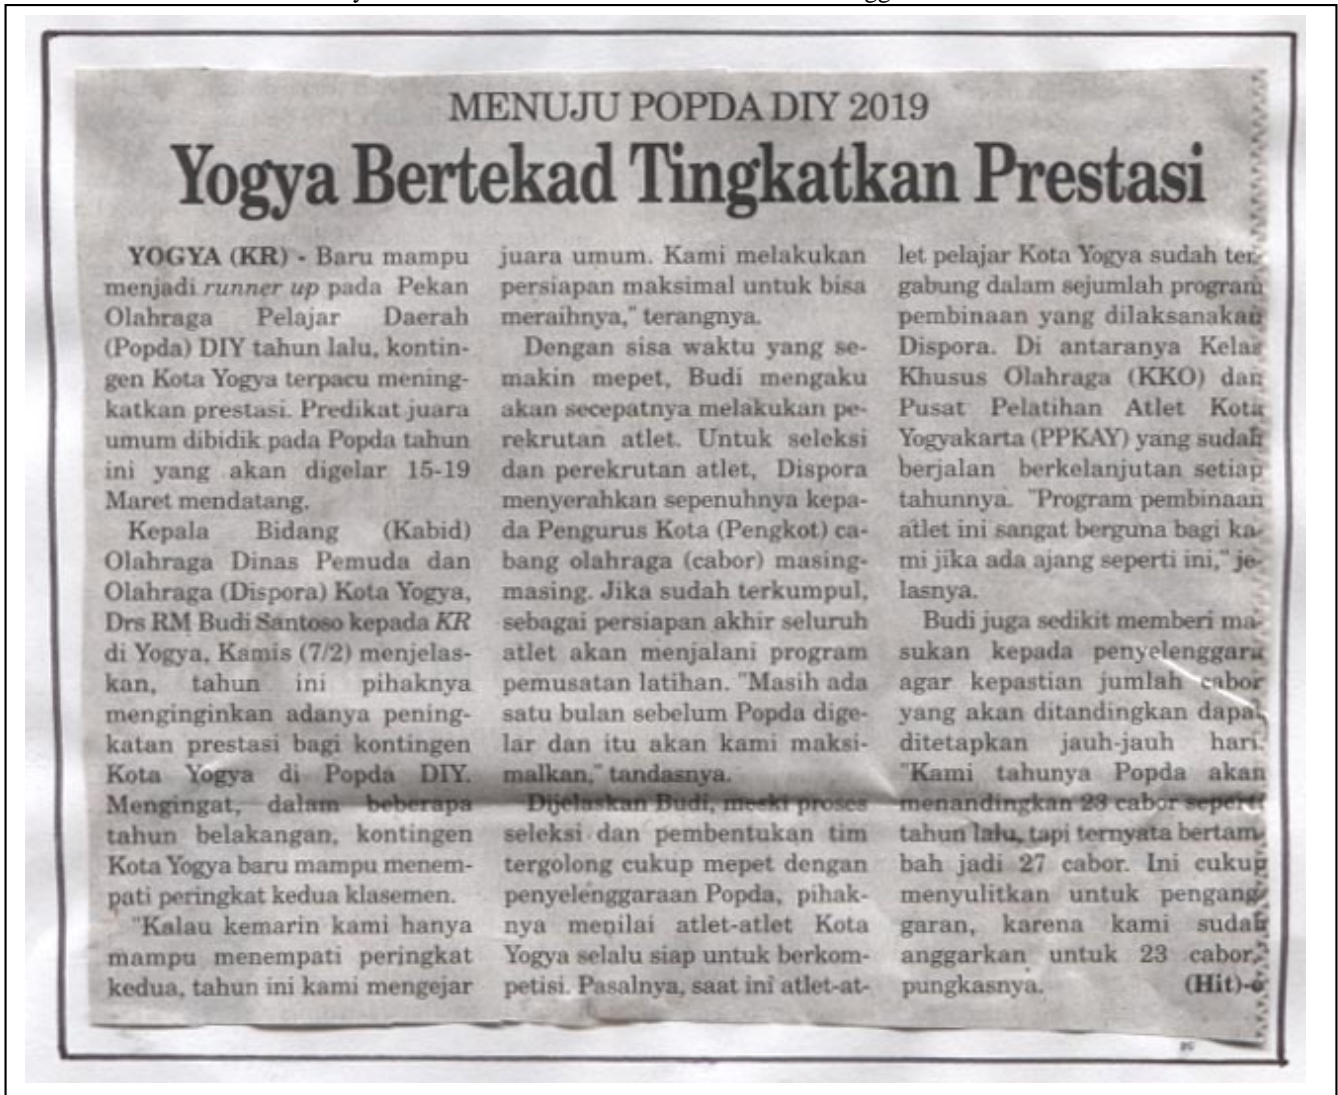 MENUJU POPDA DIY 2019
Yogya Bertekad Tingkatkan Prestasi
YOGYA (KR) - Baru mampu
menjadi runner up pada Pekan
Olahraga Pelajar Daerah
(Popda) DIY tahun lalu, kontin-
gen Kota Yogya terpacu mening-
katkan prestasi. Predikat juara
umum dibidik pada Popda tahun
ini yang akan digelar 15-19
Maret mendatang.
Kepala Bidang (Kabid)
Olahraga Dinas Pemuda dan
Olahraga (Dispora) Kota Yogya,
Drs RM Budi Santoso kepada KR
di Yogya, Kamis (7/2) menjelas-
kan, tahun ini pihaknya
menginginkan adanya pening-
katan prestasi bagi kontingen
Kota Yogya di Popda DIY.
Mengingat, dalam beberapa
tahun belakangan, kontingen
Kota Yogya baru mampu menem-
pati peringkat kedua klasemen.
"Kalau kemarin kami hanya
mampu menempati peringkat
kedua, tahun ini kami mengejar
juara umum. Kami melakukan
persiapan maksimal untuk bisa
meraihnya," terangnya.
Dengan sisa waktu yang se-
makin mepet, Budi mengaku
akan secepatnya melakukan pe-
rekrutan atlet. Untuk seleksi
dan perekrutan atlet, Dispora
menyerahkan sepenuhnya kepa-
da Pengurus Kota (Pengkot) ca-
bang olahraga (cabor) masing-
masing. Jika sudah terkumpul,
sebagai persiapan akhir seluruh
atlet akan menjalani program
pemusatan latihan. "Masih ada
satu bulan sebelum Popda dige-
lar dan itu akan kami maksi-
malkan," tandasnya.
Dijelaskan Budi, meski proses
seleksi dan pembentukan tim
tergolong cukup mepet dengan
penyelenggaraan Popda, pihak-
nya menilai atlet-atlet Kota
Yogya selalu siap untuk berkom-
petisi. Pasalnya, saat ini atlet-at-
let pelajar Kota Yogya sudah ter-
gabung dalam sejumlah program
pembinaan yang dilaksanakan
Dispora. Di antaranya Kelas
Khusus Olahraga (KKO) dan
Pusat Pelatihan Atlet Kota
Yogyakarta (PPKAY) yang sudah
berjalan berkelanjutan setiap
tahunnya. "Program pembinaan
atlet ini sangat berguna bagi ka-
mi jika ada ajang seperti ini," je-
lasnya.
Budi juga sedikit memberi ma-
sukan kepada penyelenggara
agar kepastian jumlah cabor
yang akan ditandingkan dapat
ditetapkan jauh-jauh hari.
"Kami tahunya Popda akan
menandingkan 23 cabor seperti
tahun lalu, tapi ternyata bertam-
bah jadi 27 cabor. Ini cukup
menyulitkan untuk pengang-
garan, karena kami sudah
anggarkan untuk 23 cabor,"
pungkasnya. (Hit)-